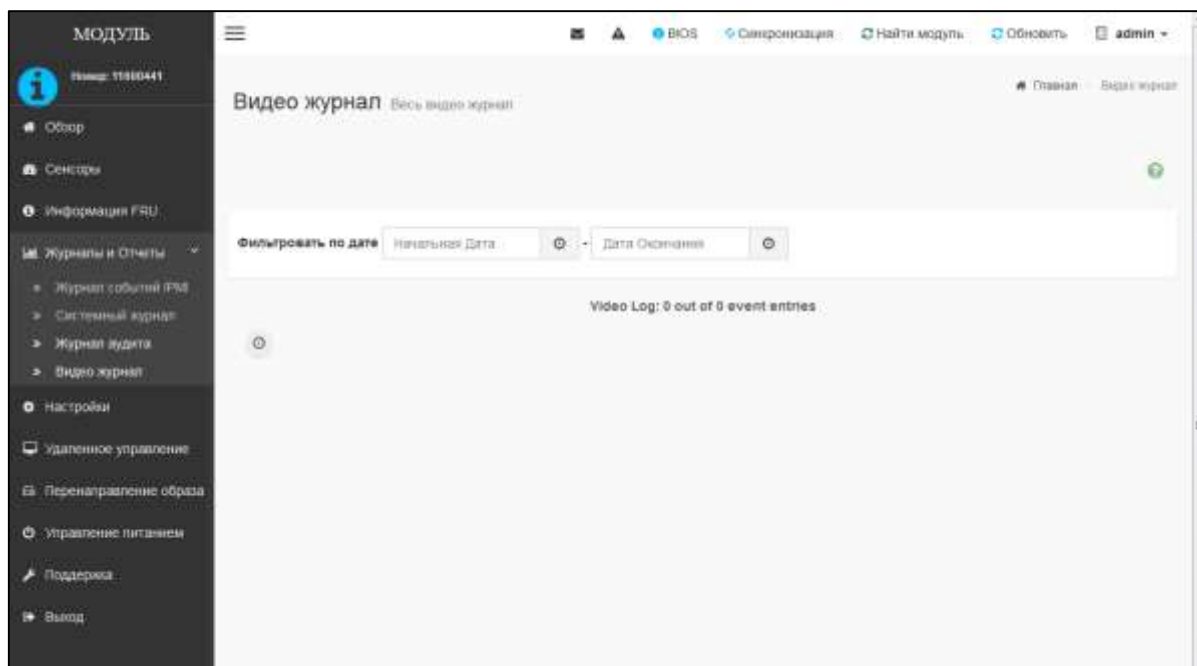 МОДУЛЬ
BIOS
Синхронизация
Найти модуль
Обновить
admin
Номер: 11600441
Видео журнал Весь видео журнал
Главная
Видео журнал
Обзор
Сенсоры
Информация FRU
Фильтровать по дате
Начальная Дата
-
Дата Окончания
Журналы и Отчеты
Журнал событий IPMI
Video Log: 0 out of 0 event entries
Системный журнал
Журнал аудита
Видео журнал
Настройки
Удаленное управление
Перенаправление образа
Управление питанием
Поддержка
Выход